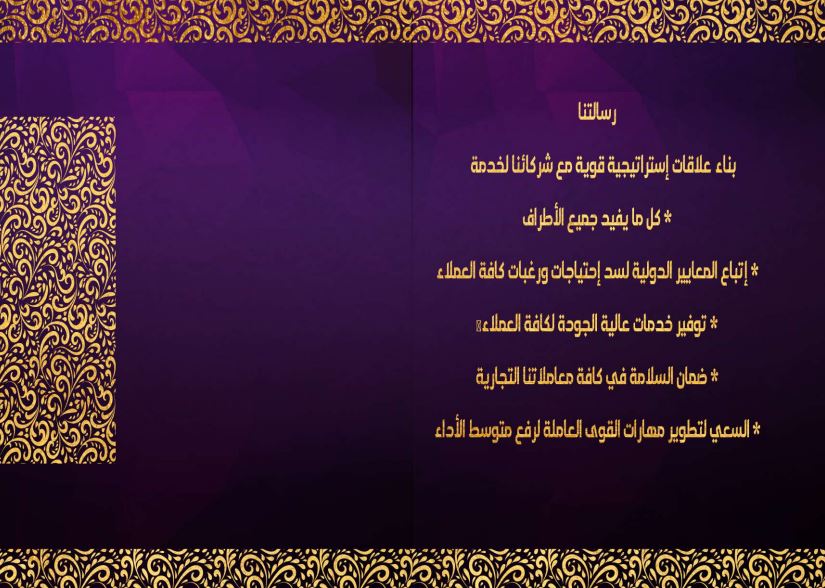 رسالتنا
بناء علاقات إستراتيجية قوية مع شركائنا لخدمة
* كل ما يفيد جميع الأطراف
* إتباع المعايير الدولية لسد إحتياجات ورغبات كافة العملاء
* توفير خدمات عالية الجودة لكافة العملاء
* ضمان السلامة في كافة معاملاتنا التجارية
* السعي لتطوير مهارات القوى العاملة لرفع متوسط الأداء